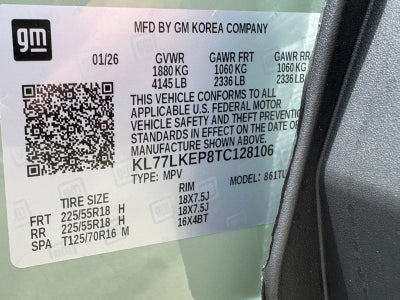 gm
MFD BY GM KOREA COMPANY
01/26 GVWR GAWR FRT GAWR RR
1880 KG 1060 KG 1060 KG
4145 LB 2336 LB 2336 LB
THIS VEHICLE CONFORMS TO ALL
APPLICABLE U.S. FEDERAL MOTOR
VEHICLE SAFETY AND THEFT PREVENTION
STANDARDS IN EFFECT ON THE DATE OF
MANUFACTURE SHOWN ABOVE.
KL77LKEP8TC128106
TYPE: MPV MODEL: 861TU
TIRE SIZE RIM
FRT 225/55R18 H 18X7.5J
RR 225/55R18 H 18X7.5J
SPA T125/70R16 M 16X4BT